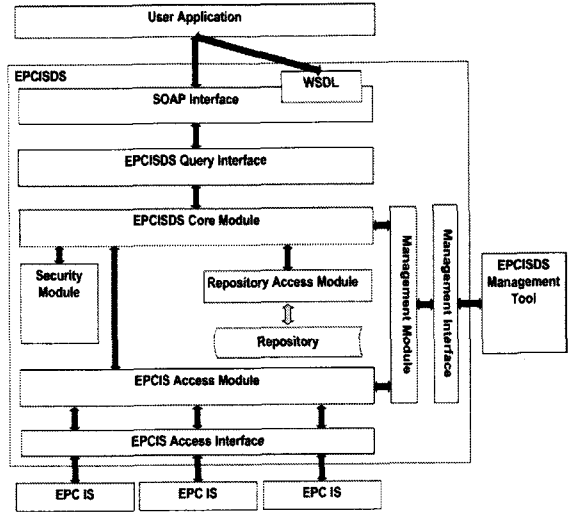 User Application
EPCISDS
WSDL
SOAP Interface
EPCISDS Query Interface
EPCISDS Core Module
Security
Module
Repository Access Module
Repository
Management Module
Management Interface
EPCISDS
Management
Tool
EPCIS Access Module
EPCIS Access Interface
EPC IS
EPC IS
EPC IS